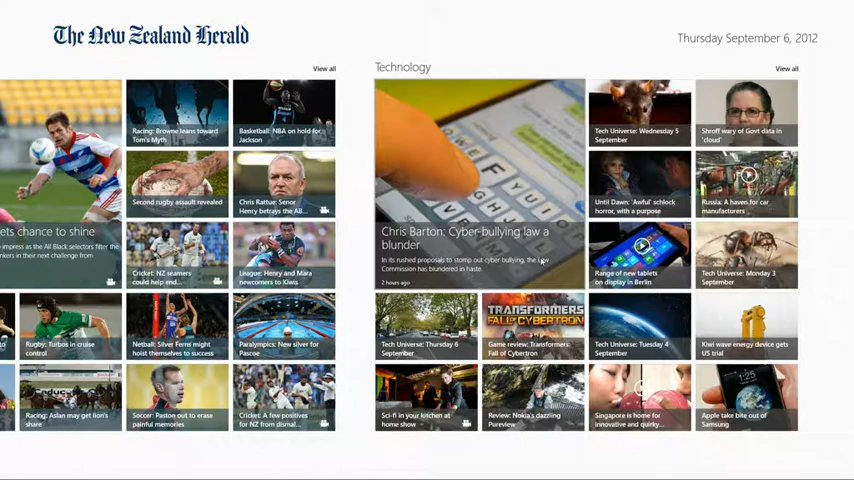 The New Zealand Herald
Thursday September 6, 2012
View all
Technology
View all
Racing: Browne leans toward
Tom's Myth
Basketball: NBA on hold for
Jackson
Second rugby assault revealed
Chris Rattue: Senor
Henry betrays the All...
ets chance to shine
impress as the All Black selectors filter the
nkers in their next challenge from
Cricket: NZ seamers
could help end...
League: Henry and Mara
newcomers to Kiwis
Rugby: Turbos in cruise
control
Netball: Silver Ferns might
hoist themselves to success
Paralympics: New silver for
Pascoe
Racing: Aslan may get lion's
share
Soccer: Paston out to erase
painful memories
Cricket: A few positives
for NZ from dismal...
Chris Barton: Cyber-bullying law a
blunder
In its rushed proposals to stomp out cyber bullying, the Law
Commission has blundered in haste.
2 hours ago
Tech Universe: Wednesday 5
September
Shroff wary of Govt data in
'cloud'
Until Dawn: 'Awful' schlock
horror, with a purpose
Russia: A haven for car
manufacturers
Range of new tablets
on display in Berlin
Tech Universe: Monday 3
September
Tech Universe: Thursday 6
September
TRANSFORMERS
FALL OF CYBERTRON
Game review: Transformers:
Fall of Cybertron
Tech Universe: Tuesday 4
September
Kiwi wave energy device gets
US trial
Sci-fi in your kitchen at
home show
Review: Nokia's dazzling
Pureview
Singapore is home for
innovative and quirky...
1:25
Apple take bite out of
Samsung